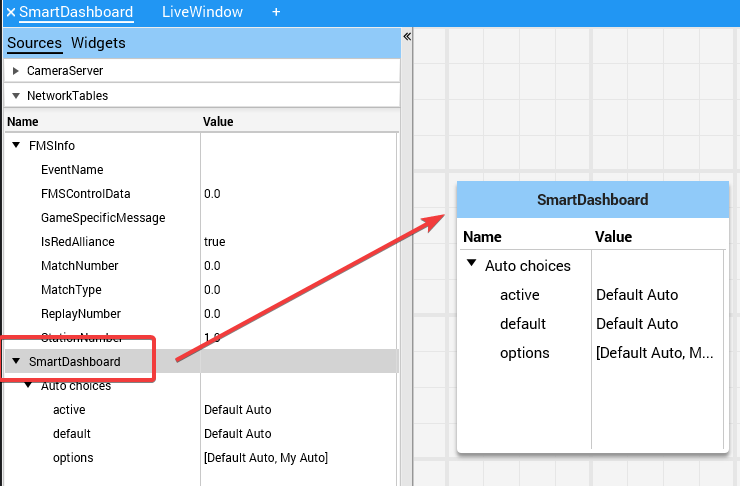 × SmartDashboard LiveWindow +
Sources Widgets
CameraServer
NetworkTables
Name Value
FMSInfo
EventName
FMSControlData 0.0
GameSpecificMessage
IsRedAlliance true
MatchNumber 0.0
MatchType 0.0
ReplayNumber 0.0
StationNumber 1.0
SmartDashboard
Auto choices
active Default Auto
default Default Auto
options [Default Auto, My Auto]
SmartDashboard
Name Value
Auto choices
active Default Auto
default Default Auto
options [Default Auto, M...